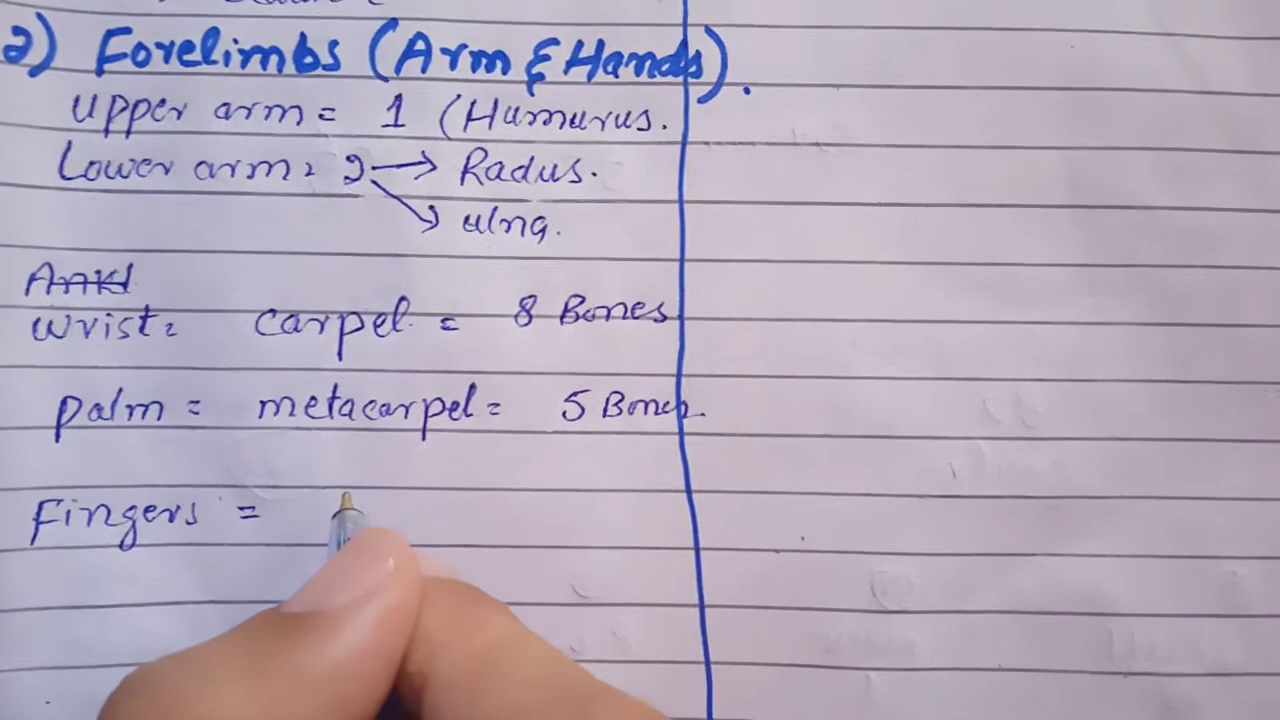 2) Forelimbs (Arm & Hands).
upper arm = 1 (Humurus.
Lower arm = 2 → Radus.
→ ulna.
Ankl
wrist = carpel. = 8 Bones
palm = metacarpel = 5 Bones.
Fingers =